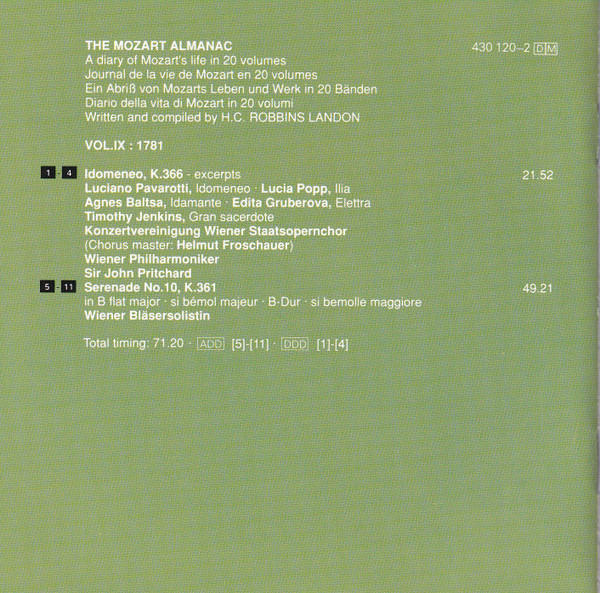 THE MOZART ALMANAC 430 120-2 DM
A diary of Mozart's life in 20 volumes
Journal de la vie de Mozart en 20 volumes
Ein Abriß von Mozarts Leben und Werk in 20 Bänden
Diario della vita di Mozart in 20 volumi
Written and compiled by H.C. ROBBINS LANDON
VOL.IX : 1781
1 - 4 Idomeneo, K.366 - excerpts 21.52
Luciano Pavarotti, Idomeneo · Lucia Popp, Ilia
Agnes Baltsa, Idamante · Edita Gruberova, Elettra
Timothy Jenkins, Gran sacerdote
Konzertvereinigung Wiener Staatsopernchor
(Chorus master: Helmut Froschauer)
Wiener Philharmoniker
Sir John Pritchard
5 - 11 Serenade No.10, K.361 49.21
in B flat major · si bémol majeur · B-Dur · si bemolle maggiore
Wiener Bläsersolistin
Total timing: 71.20 · ADD [5]-[11] · DDD [1]-[4]